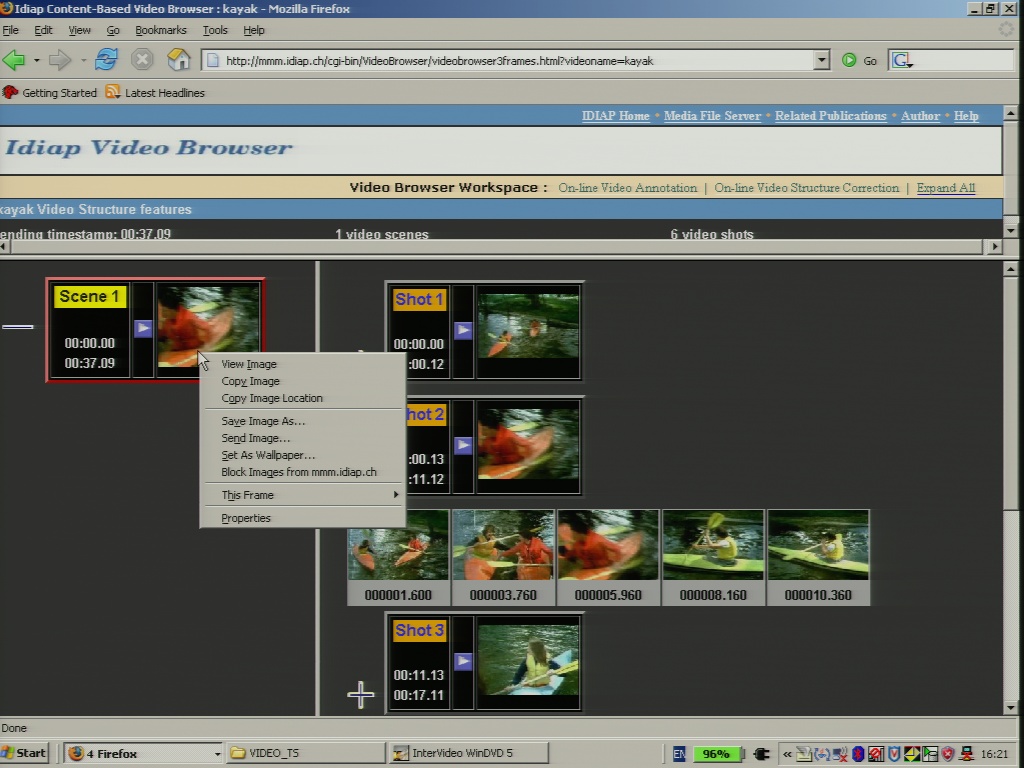 Idiap Content-Based Video Browser : kayak - Mozilla Firefox
File Edit View Go Bookmarks Tools Help
http://mmm.idiap.ch/cgi-bin/VideoBrowser/videobrowser3frames.html?videoname=kayak Go G
Getting Started Latest Headlines
IDIAP Home • Media File Server • Related Publications • Author • Help
Idiap Video Browser
Video Browser Workspace : On-line Video Annotation | On-line Video Structure Correction | Expand All
kayak Video Structure features
ending timestamp: 00:37.09 1 video scenes 6 video shots
Scene 1
00:00.00
00:37.09
Shot 1
00:00.00
:00.12
View Image
Copy Image
Copy Image Location
Save Image As...
Send Image...
Set As Wallpaper...
Block Images from mmm.idiap.ch
This Frame
Properties
hot 2
:00.13
:11.12
000001.600 000003.760 000005.960 000008.160 000010.360
Shot 3
00:11.13
00:17.11
Done
Start 4 Firefox VIDEO_TS InterVideo WinDVD 5 EN 96% « 16:21